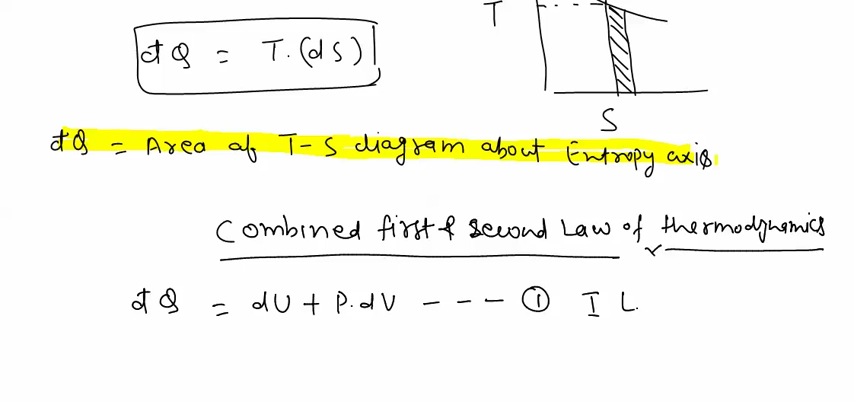 T
đQ = T.(dS)
S
đQ = Area of T-S diagram about Entropy axis
Combined first & second Law of thermodynamics
đQ = dU + P.dV --- ① I L